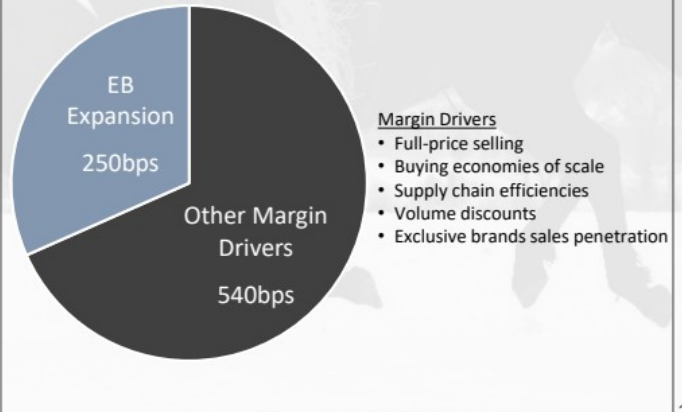 EB
Expansion
250bps
Other Margin
Drivers
540bps
Margin Drivers
• Full-price selling
• Buying economies of scale
• Supply chain efficiencies
• Volume discounts
• Exclusive brands sales penetration